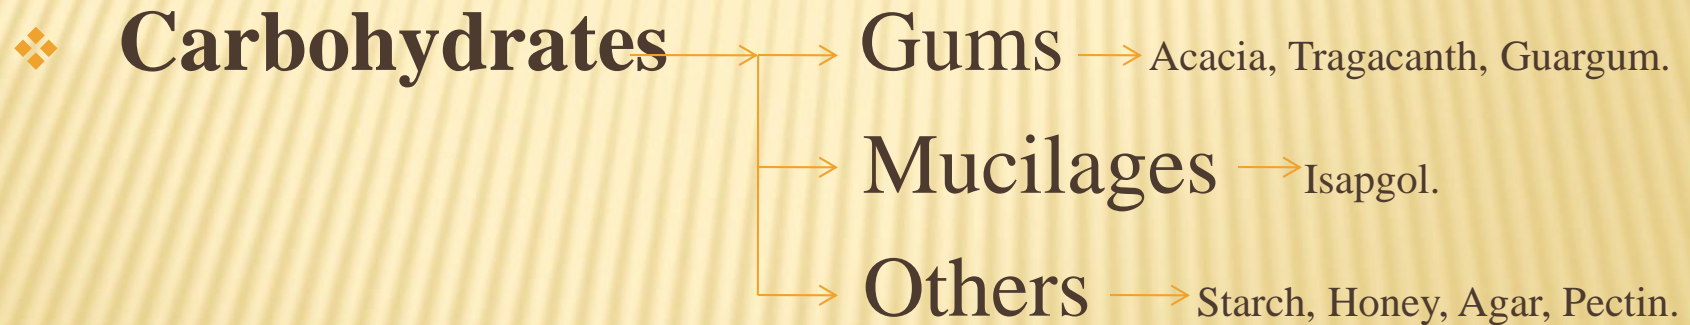 Carbohydrates Gums Acacia, Tragacanth, Guargum.
Mucilages Isapgol.
Others Starch, Honey, Agar, Pectin.